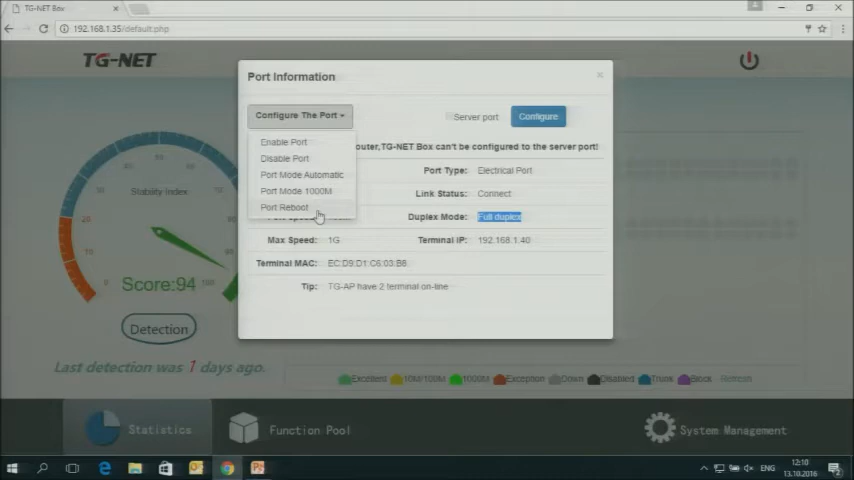 TG-NET Box
192.168.1.35/default.php
TG-NET
Port Information
×
Configure The Port
Server port
Configure
Enable Port
Disable Port
Port Mode Automatic
Port Mode 1000M
Port Reboot
outer,TG-NET Box can't be configured to the server port!
Port Type: Electrical Port
Link Status: Connect
Duplex Mode: Full duplex
Max Speed: 1G
Terminal IP: 192.168.1.40
Terminal MAC: EC:D9:D1:C6:03:B8
Tip: TG-AP have 2 terminal on-line
Stability Index
20
10
100
Score:94
Detection
Last detection was 1 days ago.
Excellent 10M/100M 1000M Exception Down Disabled Trunk Block Refresh
Statistics
Function Pool
System Management
ENG
12:10
13.10.2016